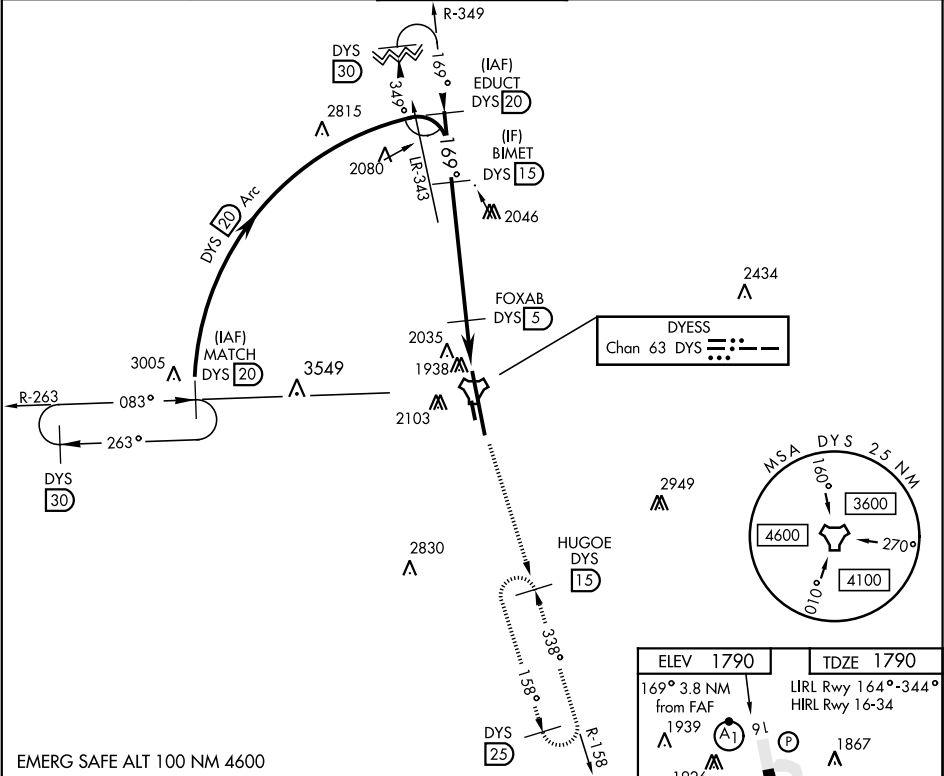 R-349
DYS
30
169°
349°
(IAF)
EDUCT
DYS 20
2815
169°
(IF)
BIMET
DYS 15
2080
LR-343
2046
DYS 20 Arc
2434
FOXAB
DYS 5
DYESS
Chan 63 DYS
2035
(IAF)
MATCH
DYS 20
3005
3549
1938
R-263
083°
2103
263°
DYS
30
MSA DYS 25 NM
160°
3600
4600
270°
4100
010°
2949
HUGOE
DYS
15
2830
338°
158°
DYS
25
R-158
ELEV 1790
TDZE 1790
169° 3.8 NM
from FAF
LIRL Rwy 164°-344°
HIRL Rwy 16-34
1939
A1
16
P
1867
EMERG SAFE ALT 100 NM 4600